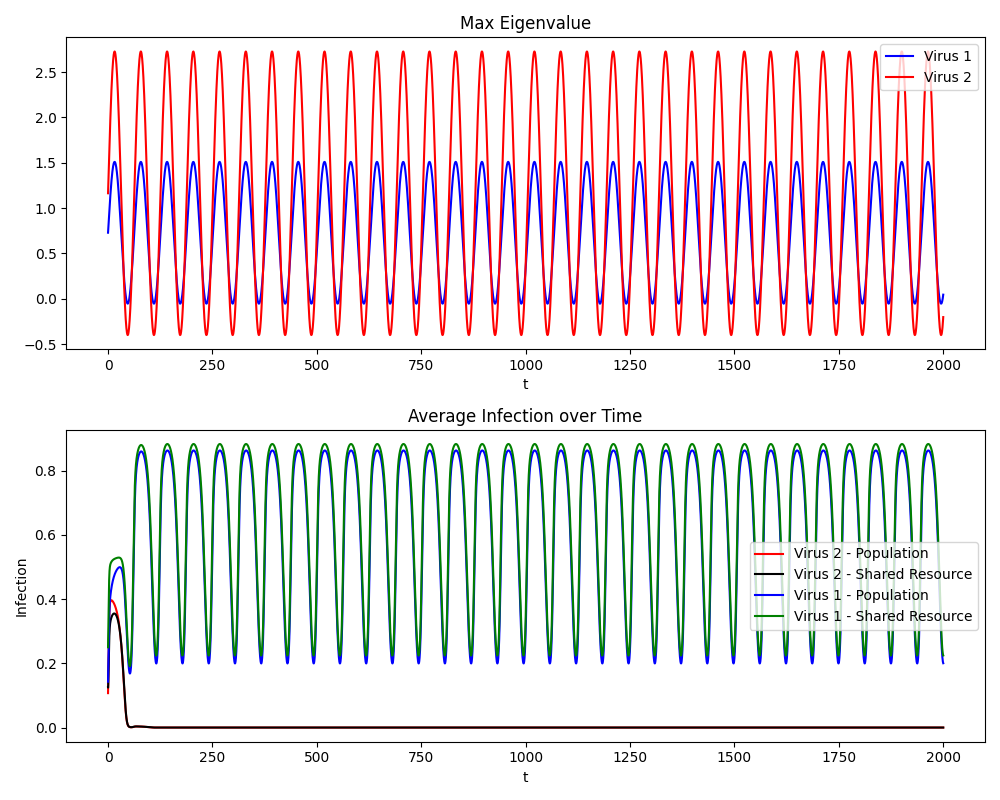 Max Eigenvalue
Virus 1
Virus 2
2.5
2.0
1.5
1.0
0.5
0.0
−0.5
0 250 500 750 1000 1250 1500 1750 2000
t
Average Infection over Time
Infection
0.8
0.6
0.4
0.2
0.0
Virus 2 - Population
Virus 2 - Shared Resource
Virus 1 - Population
Virus 1 - Shared Resource
0 250 500 750 1000 1250 1500 1750 2000
t